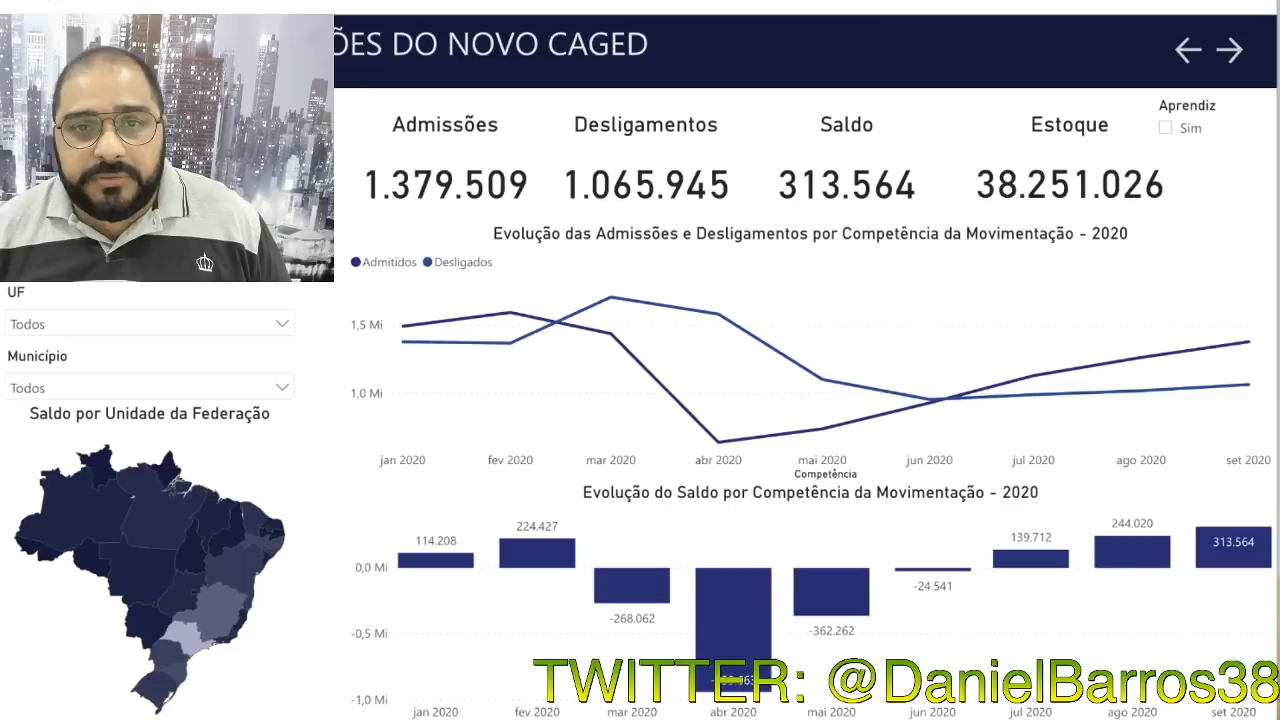 ÕES DO NOVO CAGED
Aprendiz
Sim
Admissões Desligamentos Saldo Estoque
1.379.509 1.065.945 313.564 38.251.026
Evolução das Admissões e Desligamentos por Competência da Movimentação - 2020
Admitidos Desligados
UF
Todos
Município
Todos
Saldo por Unidade da Federação
1,5 Mi
1,0 Mi
jan 2020 fev 2020 mar 2020 abr 2020 mai 2020 jun 2020 jul 2020 ago 2020 set 2020
Competência
Evolução do Saldo por Competência da Movimentação - 2020
114.208 224.427 -268.062 -362.262 -24.541 139.712 244.020 313.564
0,0 Mi
-0,5 Mi
-1,0 Mi
TWITTER: @DanielBarros38
jan 2020 fev 2020 mar 2020 abr 2020 mai 2020 jun 2020 jul 2020 ago 2020 set 2020